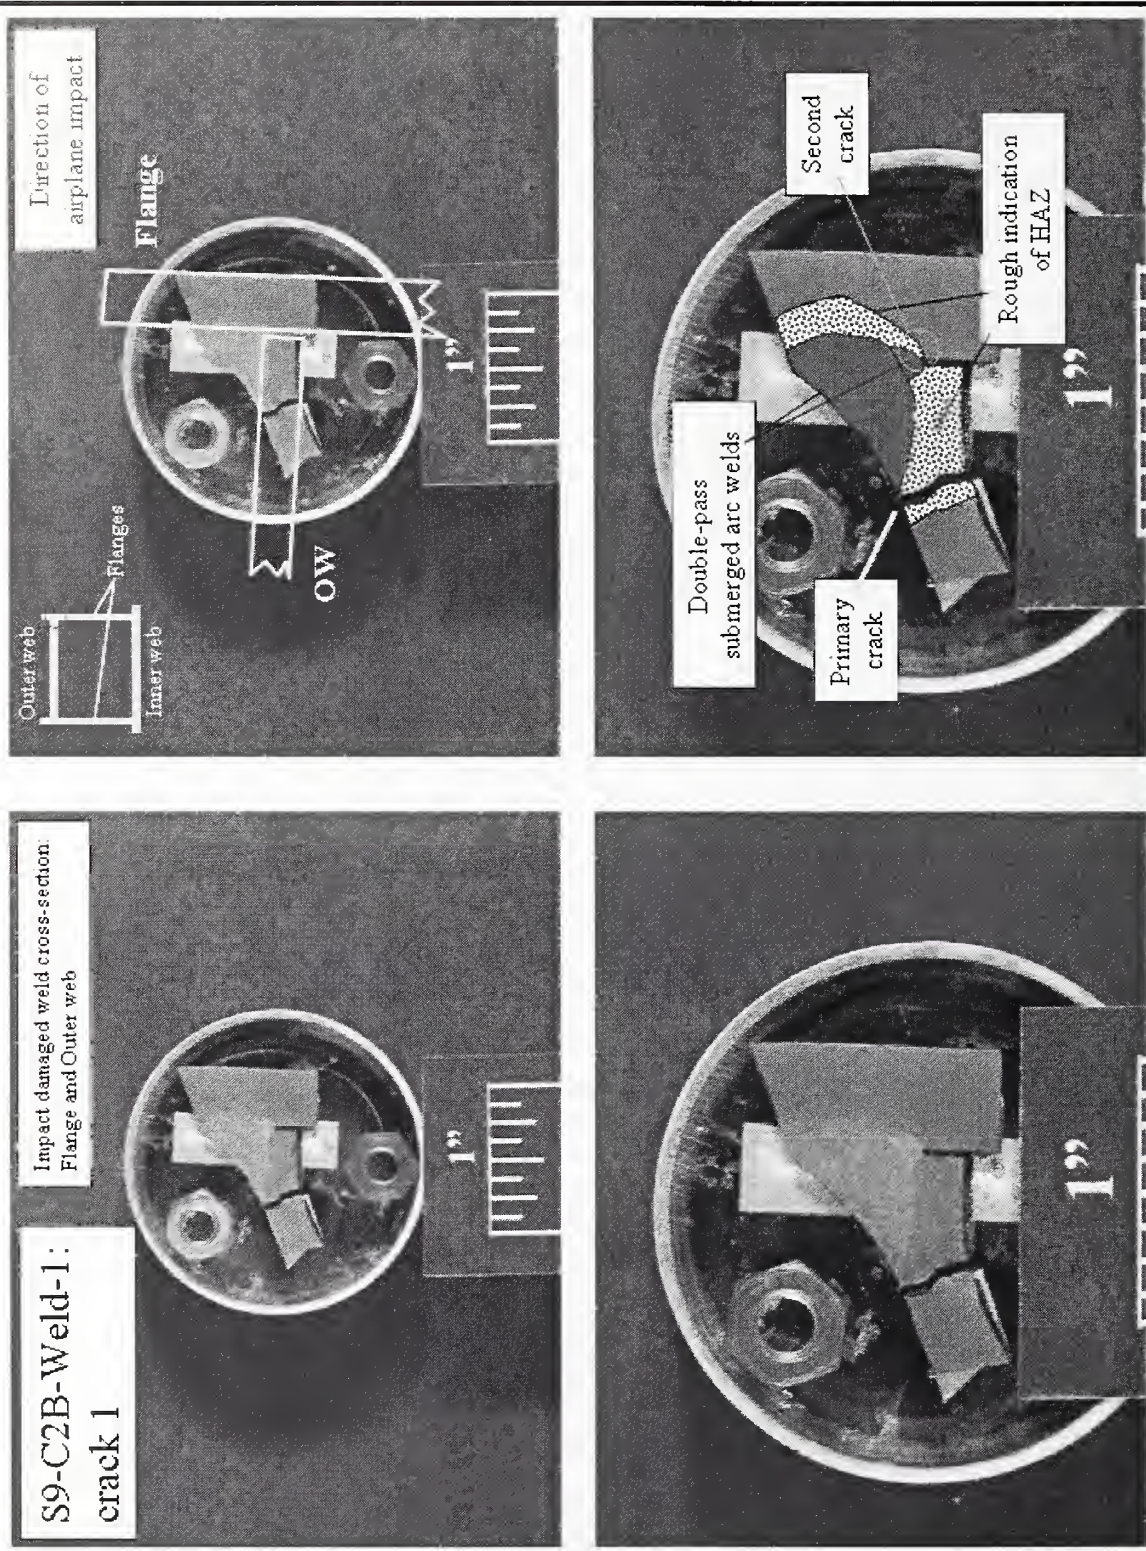 S9-C2B-Weld-1:
crack 1
Impact damaged weld cross-section:
Flange and Outer web
1”
Outer web
Flanges
Inner web
Direction of
airplane impact
Flange
OW
1”
1”
Double-pass
submerged arc welds
Primary
crack
Second
crack
Rough indication
of HAZ
1”